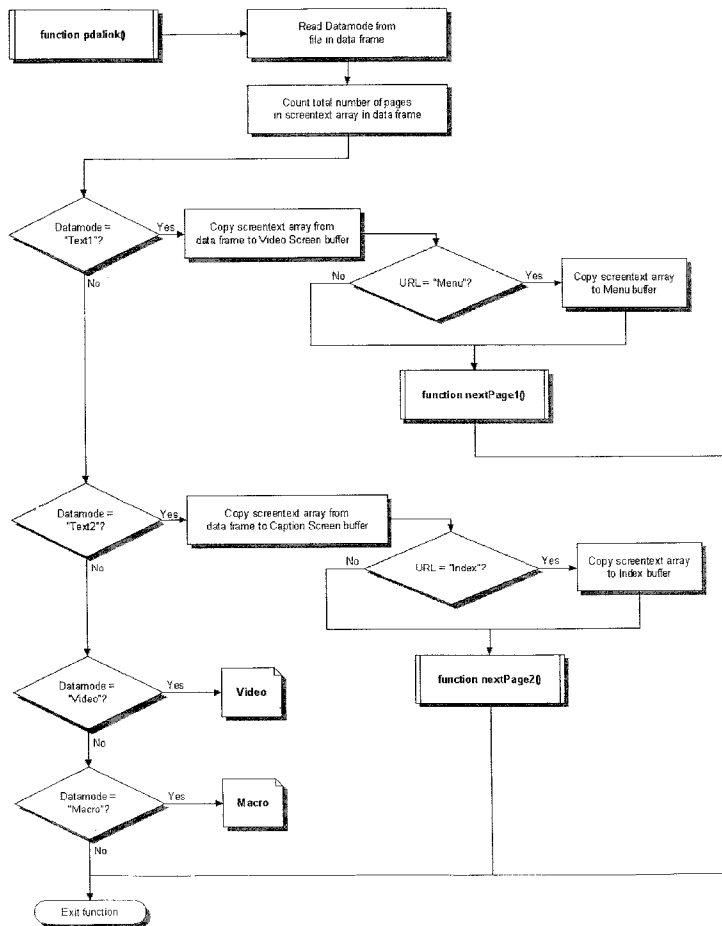 function pdalink()
Read Datamode from
file in data frame
Count total number of pages
in screentext array in data frame
Datamode =
"Text1"?
Yes
No
Copy screentext array from
data frame to Video Screen buffer
URL = "Menu"?
No
Yes
Copy screentext array
to Menu buffer
function nextPage1()
Datamode =
"Text2"?
Yes
No
Copy screentext array from
data frame to Caption Screen buffer
URL = "Index"?
No
Yes
Copy screentext array
to Index buffer
function nextPage2()
Datamode =
"Video"?
Yes
No
Video
Datamode =
"Macro"?
Yes
No
Macro
Exit function